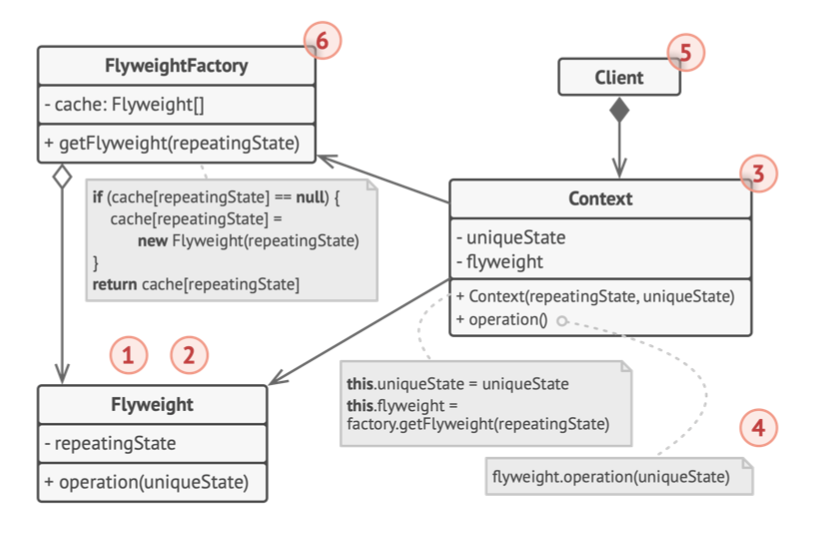 6
FlyweightFactory
- cache: Flyweight[]
+ getFlyweight(repeatingState)
if (cache[repeatingState] == null) {
cache[repeatingState] =
new Flyweight(repeatingState)
}
return cache[repeatingState]
5
Client
3
Context
- uniqueState
- flyweight
+ Context(repeatingState, uniqueState)
+ operation()
1
2
Flyweight
- repeatingState
+ operation(uniqueState)
this.uniqueState = uniqueState
this.flyweight =
factory.getFlyweight(repeatingState)
4
flyweight.operation(uniqueState)